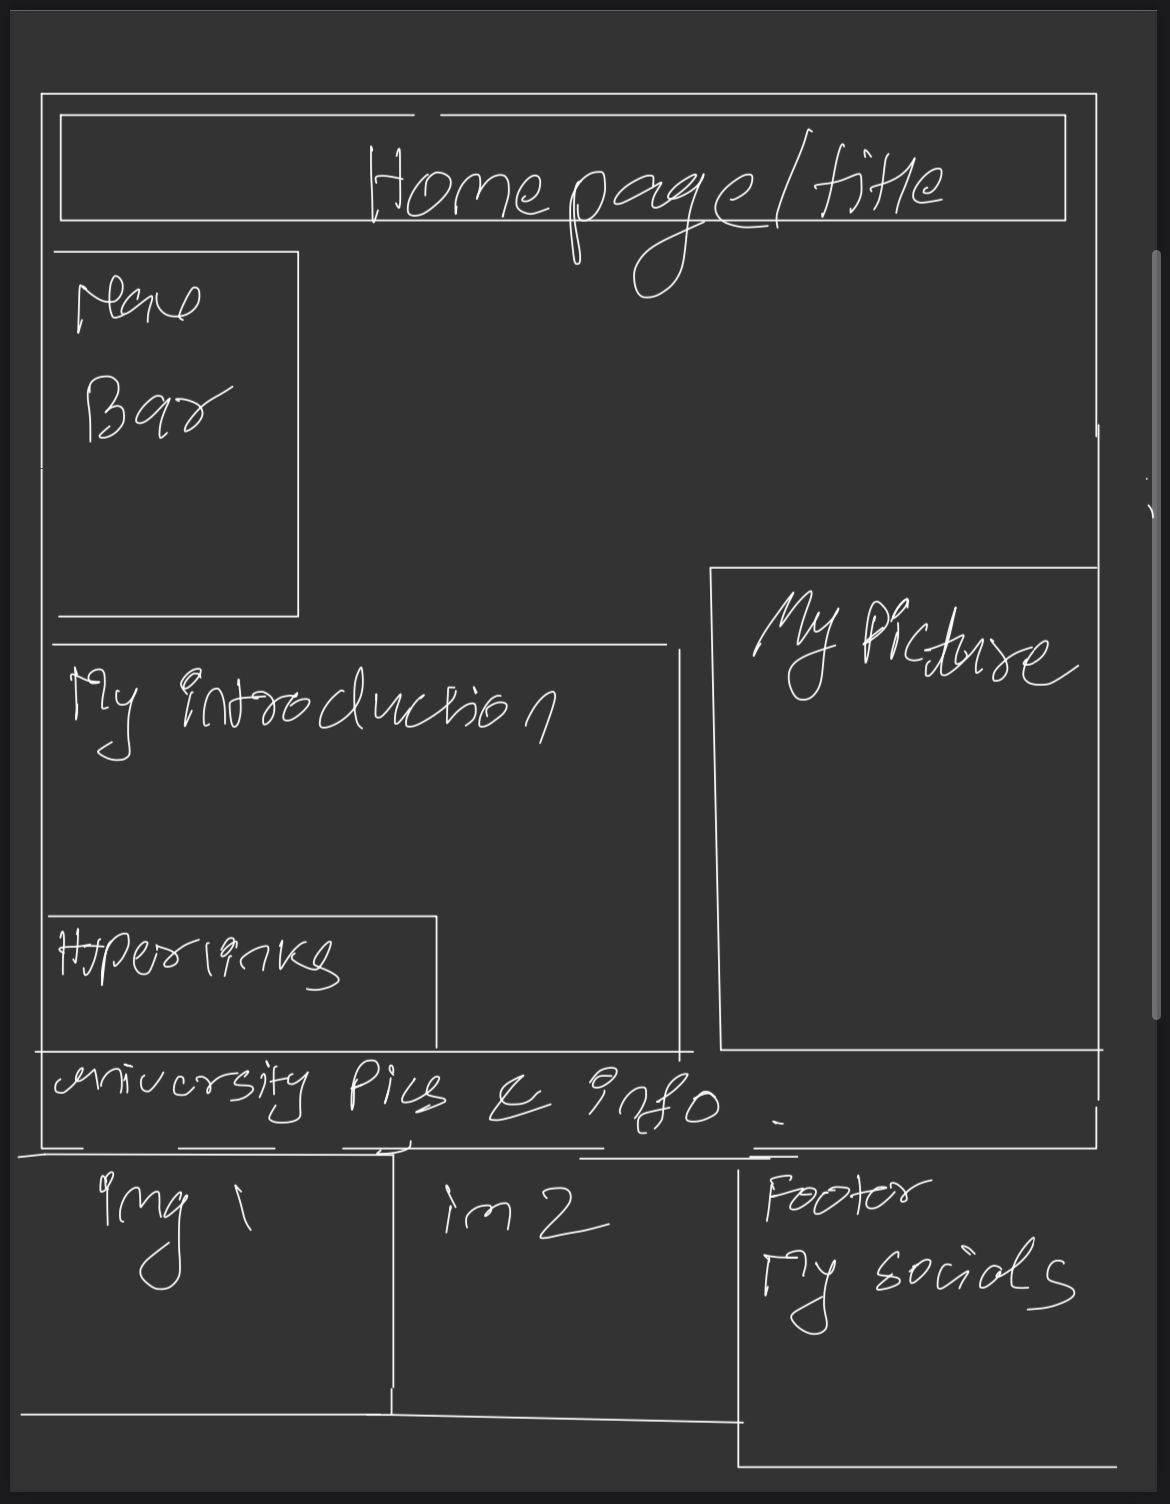 Homepage/title
Nav
Bar
My Picture
My introduction
Hyperlinks
university Pics & info
img 1
im 2
Footer
My socials